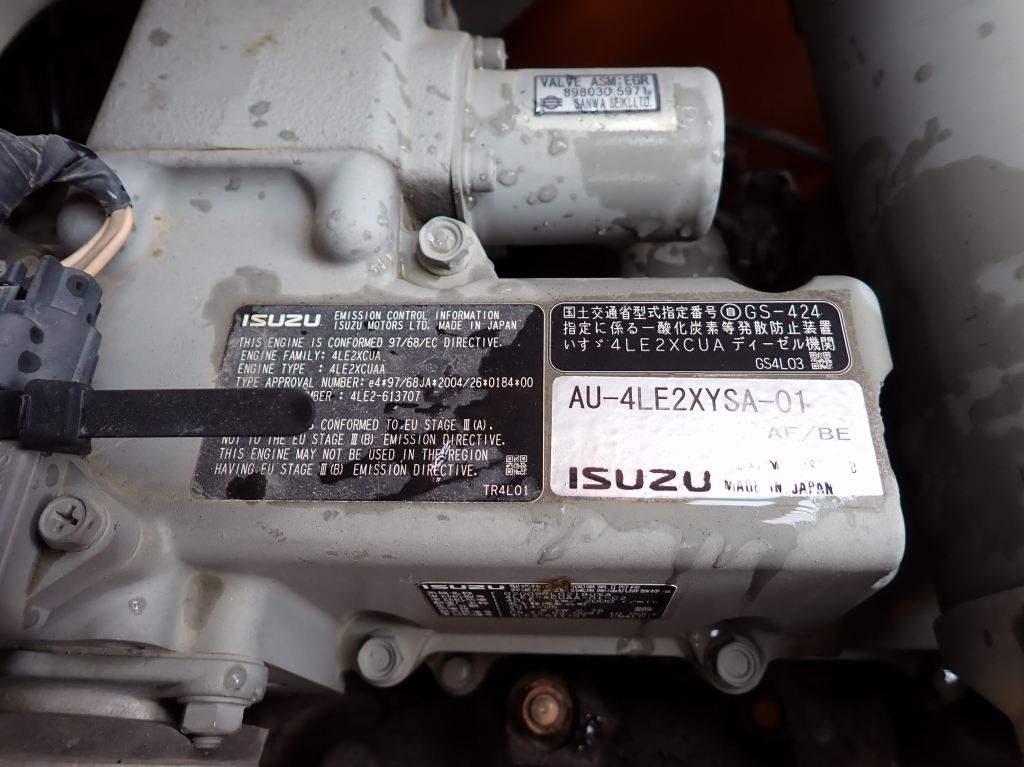 VALVE ASM:EGR
898030 5971
SANWA SEIKI.LTD.
ISUZU
EMISSION CONTROL INFORMATION
ISUZU MOTORS LTD. MADE IN JAPAN
THIS ENGINE IS CONFORMED 97/68/EC DIRECTIVE.
ENGINE FAMILY: 4LE2XCUA
ENGINE TYPE: 4LE2XCUAA
TYPE APPROVAL NUMBER: e4*97/68JA*2004/26*0184*00
: 4LE2-613707
CONFORMED TO EU STAGE Ⅲ(A).
NOT TO THE EU STAGE Ⅲ(B) EMISSION DIRECTIVE.
THIS ENGINE MAY NOT BE USED IN THE REGION
HAVING EU STAGE Ⅲ(B) EMISSION DIRECTIVE.
TR4L01
国土交通省型式指定番号 自GS-424
指定に係る一酸化炭素等発散防止装置
いすゞ4LE2XCUA ディーゼル機関
GS4L03
AU-4LE2XYSA-01
AF/BE
ISUZU MADE IN JAPAN
ISUZU